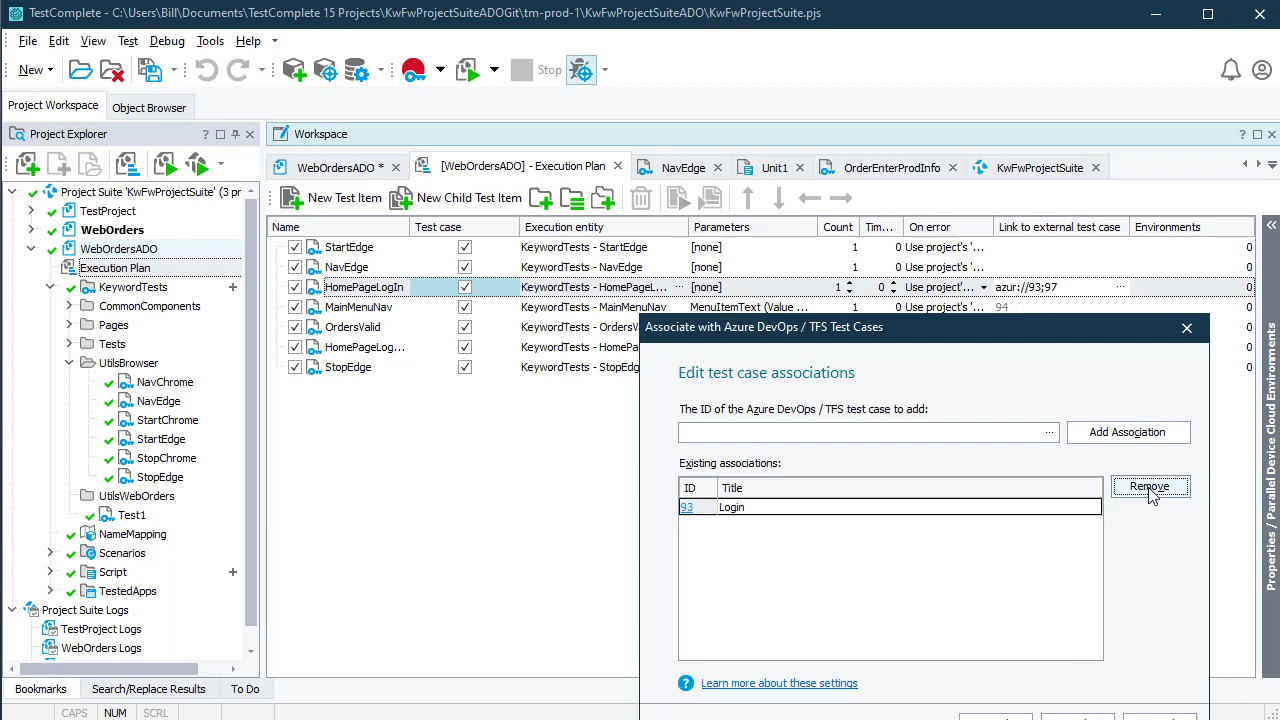 TestComplete - C:\Users\Bill\Documents\TestComplete 15 Projects\KwFwProjectSuiteADOGit\tm-prod-1\KwFwProjectSuiteADO\KwFwProjectSuite.pjs
File Edit View Test Debug Tools Help
New Stop
Project Workspace Object Browser
Project Explorer ? Workspace ?
WebOrdersADO * [WebOrdersADO] - Execution Plan NavEdge Unit1 OrderEnterProdInfo KwFwProjectSuite
New Test Item New Child Test Item
Name Test case Execution entity Parameters Count Tim... On error Link to external test case Environments
StartEdge KeywordTests - StartEdge [none] 1 0 Use project's '... 0
NavEdge KeywordTests - NavEdge [none] 1 0 Use project's '... 0
HomePageLogIn KeywordTests - HomePageL... ... [none] 1 0 Use project'... azur://93;97 ... 0
MainMenuNav KeywordTests - MainMenuNav MenuItemText (Value ... 1 0 Use project's '... 94 0
OrdersValid KeywordTests - OrdersVa 0
HomePageLog... KeywordTests - HomePa 0
StopEdge KeywordTests - StopEdge 0
Project Suite 'KwFwProjectSuite' (3 pr
TestProject
WebOrders
WebOrdersADO
Execution Plan
KeywordTests
CommonComponents
Pages
Tests
UtilsBrowser
NavChrome
NavEdge
StartChrome
StartEdge
StopChrome
StopEdge
UtilsWebOrders
Test1
NameMapping
Scenarios
Script
TestedApps
Project Suite Logs
TestProject Logs
WebOrders Logs
Bookmarks Search/Replace Results To Do
CAPS NUM SCRL
Associate with Azure DevOps / TFS Test Cases
Edit test case associations
The ID of the Azure DevOps / TFS test case to add:
... Add Association
Existing associations:
ID Title Remove
93 Login
? Learn more about these settings
Properties / Parallel Device Cloud Environments